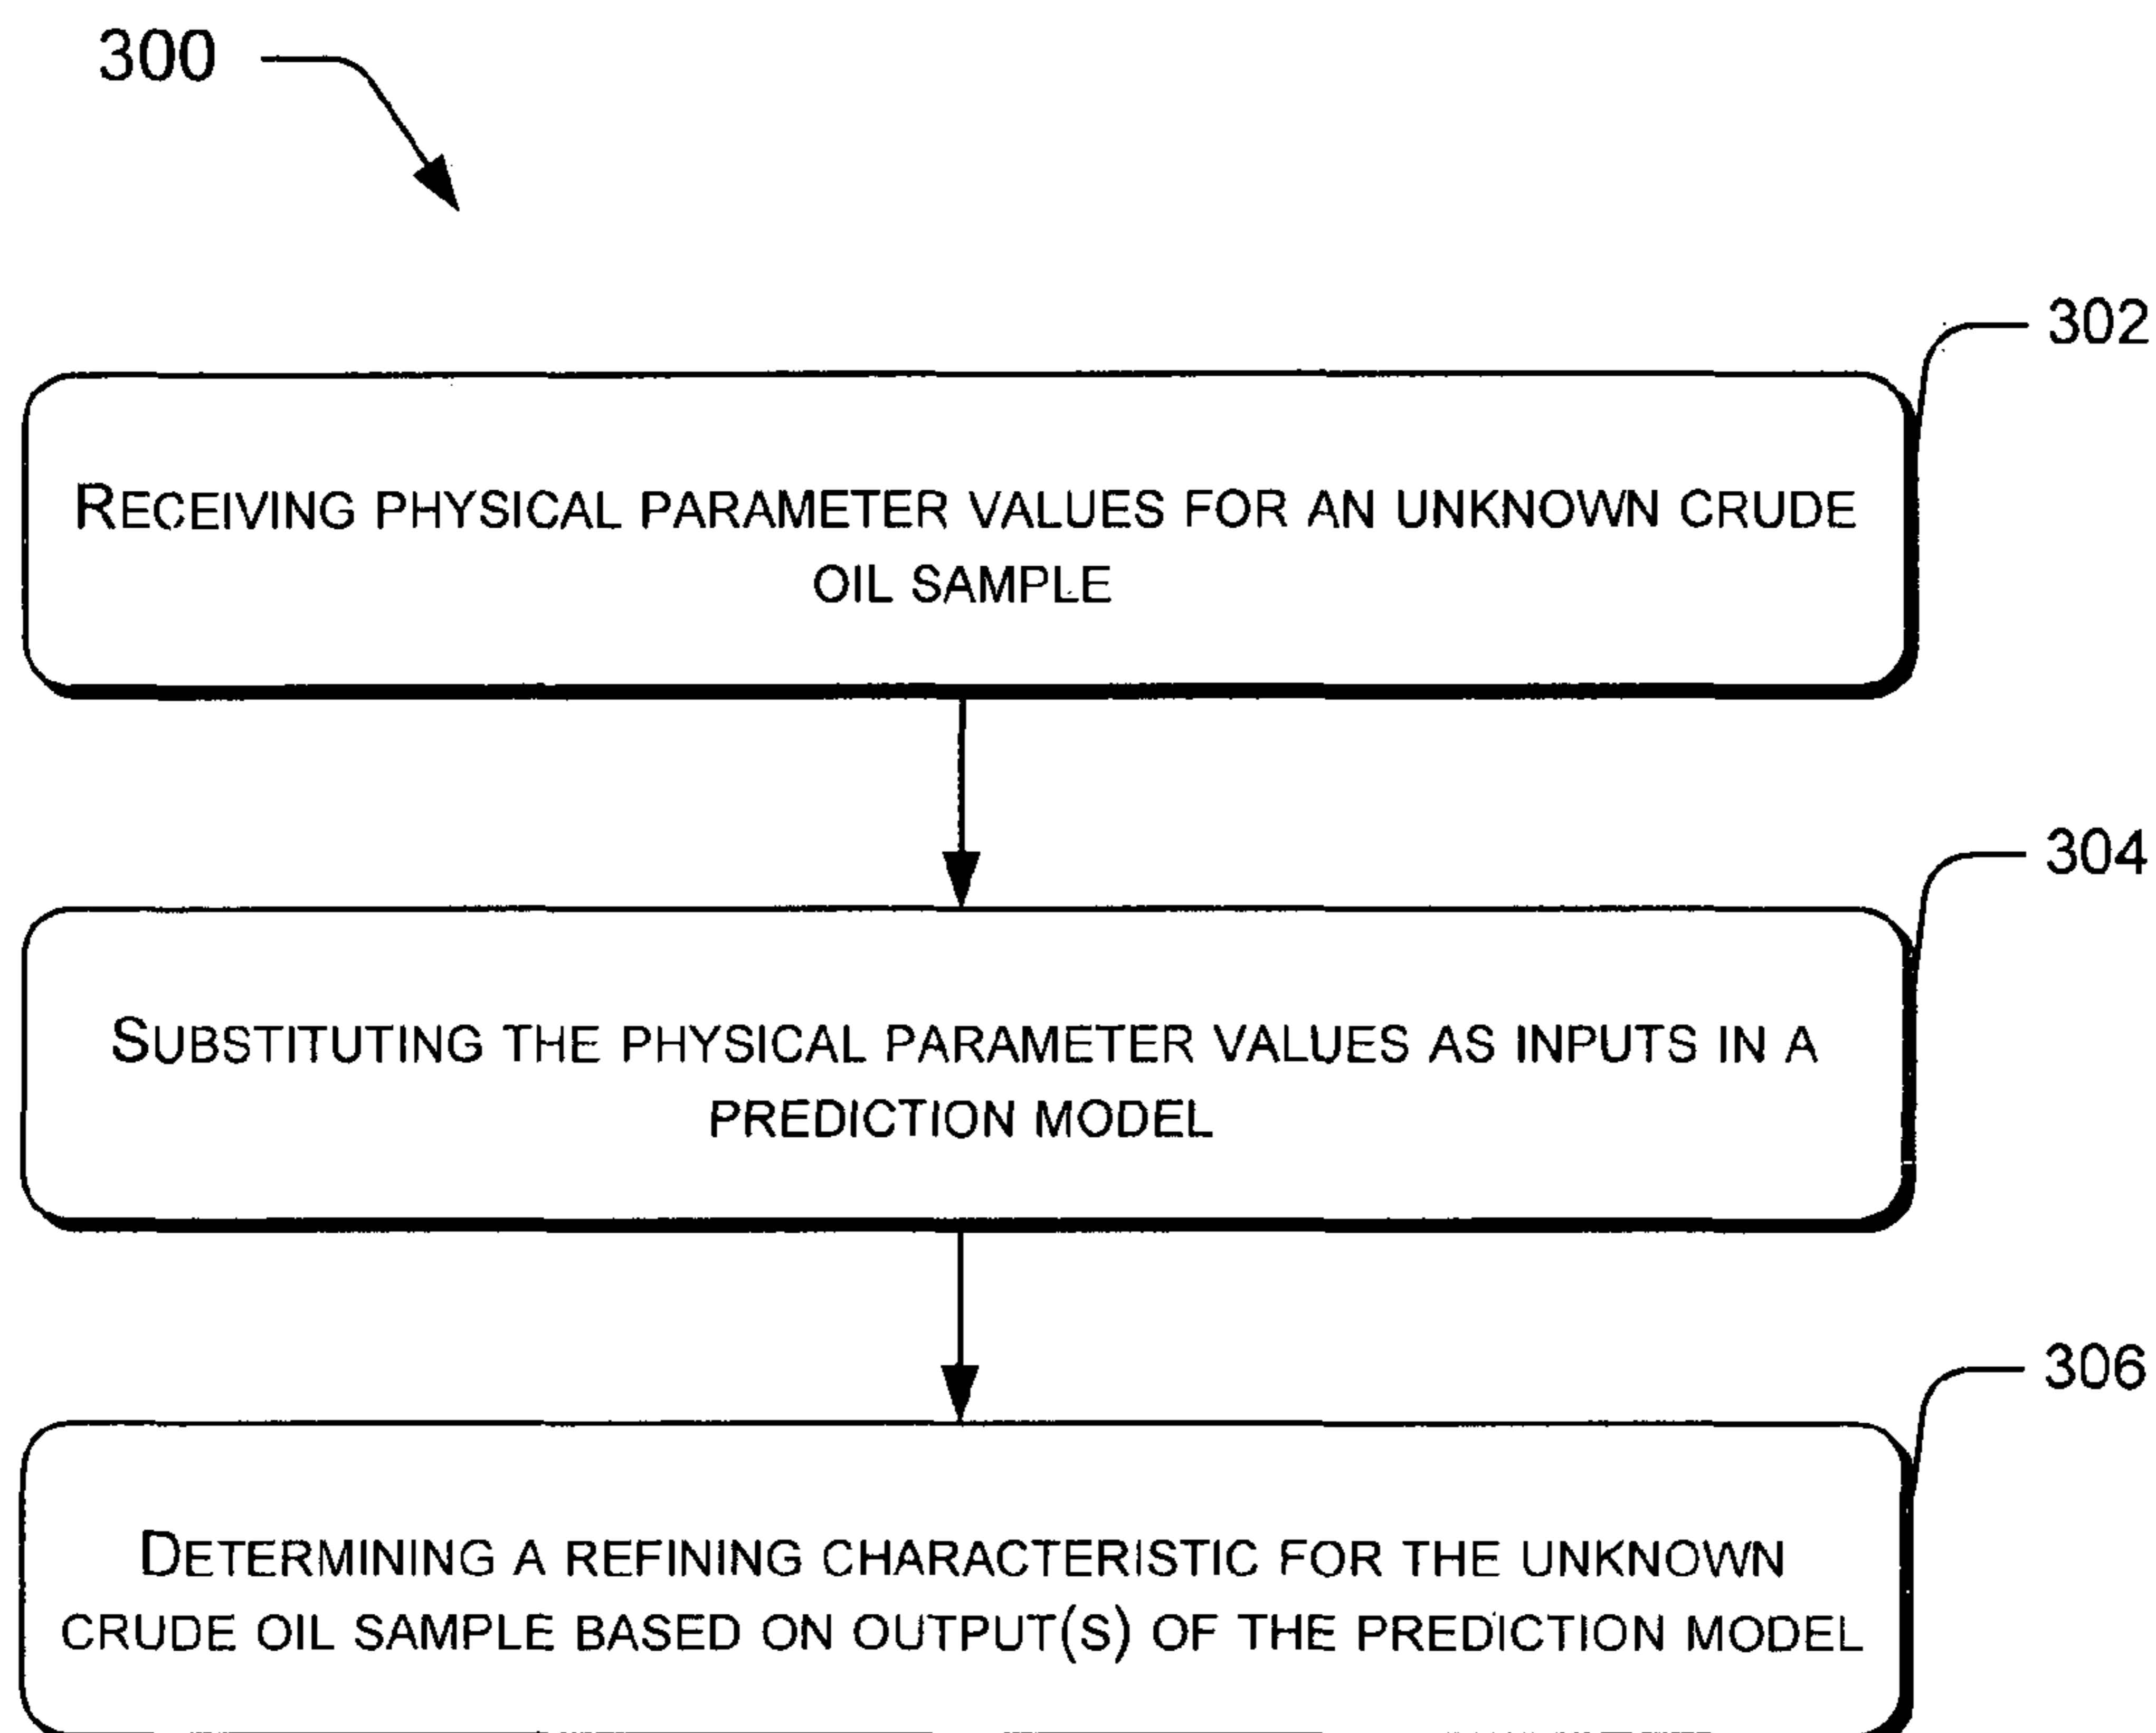 300
302
RECEIVING PHYSICAL PARAMETER VALUES FOR AN UNKNOWN CRUDE
OIL SAMPLE
304
SUBSTITUTING THE PHYSICAL PARAMETER VALUES AS INPUTS IN A
PREDICTION MODEL
306
DETERMINING A REFINING CHARACTERISTIC FOR THE UNKNOWN
CRUDE OIL SAMPLE BASED ON OUTPUT(S) OF THE PREDICTION MODEL